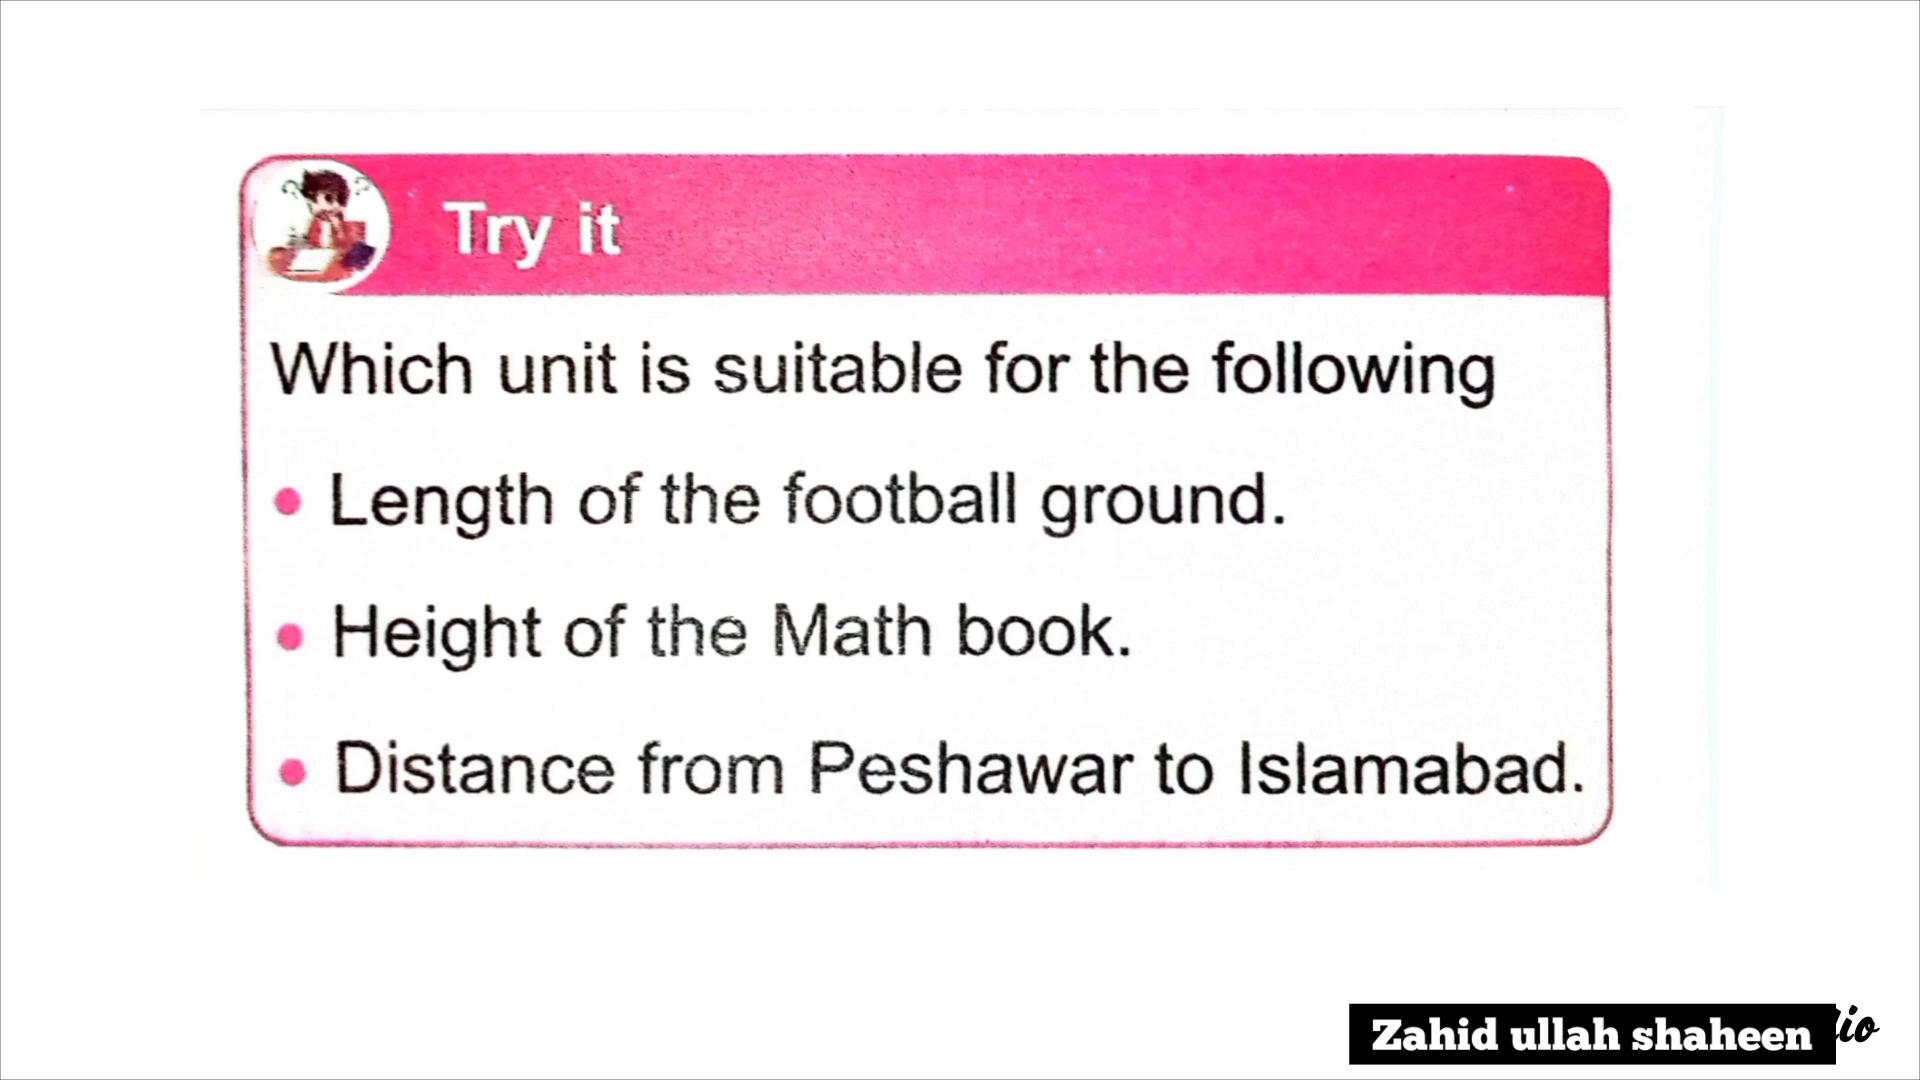 Try it
Which unit is suitable for the following
• Length of the football ground.
• Height of the Math book.
• Distance from Peshawar to Islamabad.
Zahid ullah shaheen